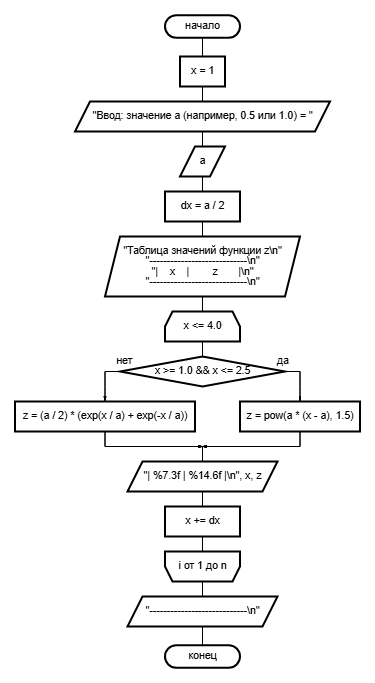 начало
x = 1
"Ввод: значение a (например, 0.5 или 1.0) = "
a
dx = a / 2
"Таблица значений функции z\n"
"----------------------------\n"
"|    x    |        z       |\n"
"----------------------------\n"
x <= 4.0
нет
да
x >= 1.0 && x <= 2.5
z = (a / 2) * (exp(x / a) + exp(-x / a))
z = pow(a * (x - a), 1.5)
"| %7.3f | %14.6f |\n", x, z
x += dx
i от 1 до n
"----------------------------\n"
конец